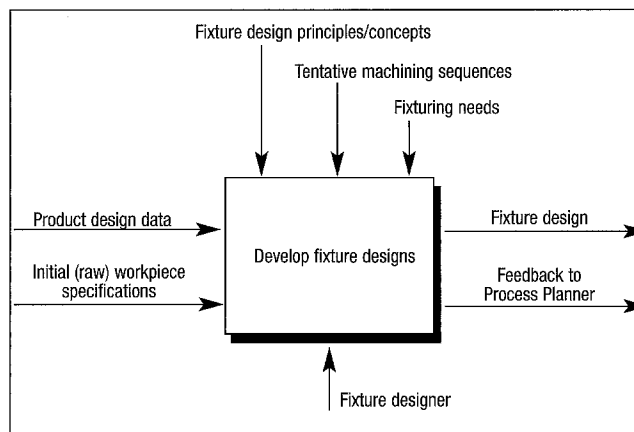 Fixture design principles/concepts
Tentative machining sequences
Fixturing needs
Product design data
Initial (raw) workpiece
specifications
Develop fixture designs
Fixture design
Feedback to
Process Planner
Fixture designer